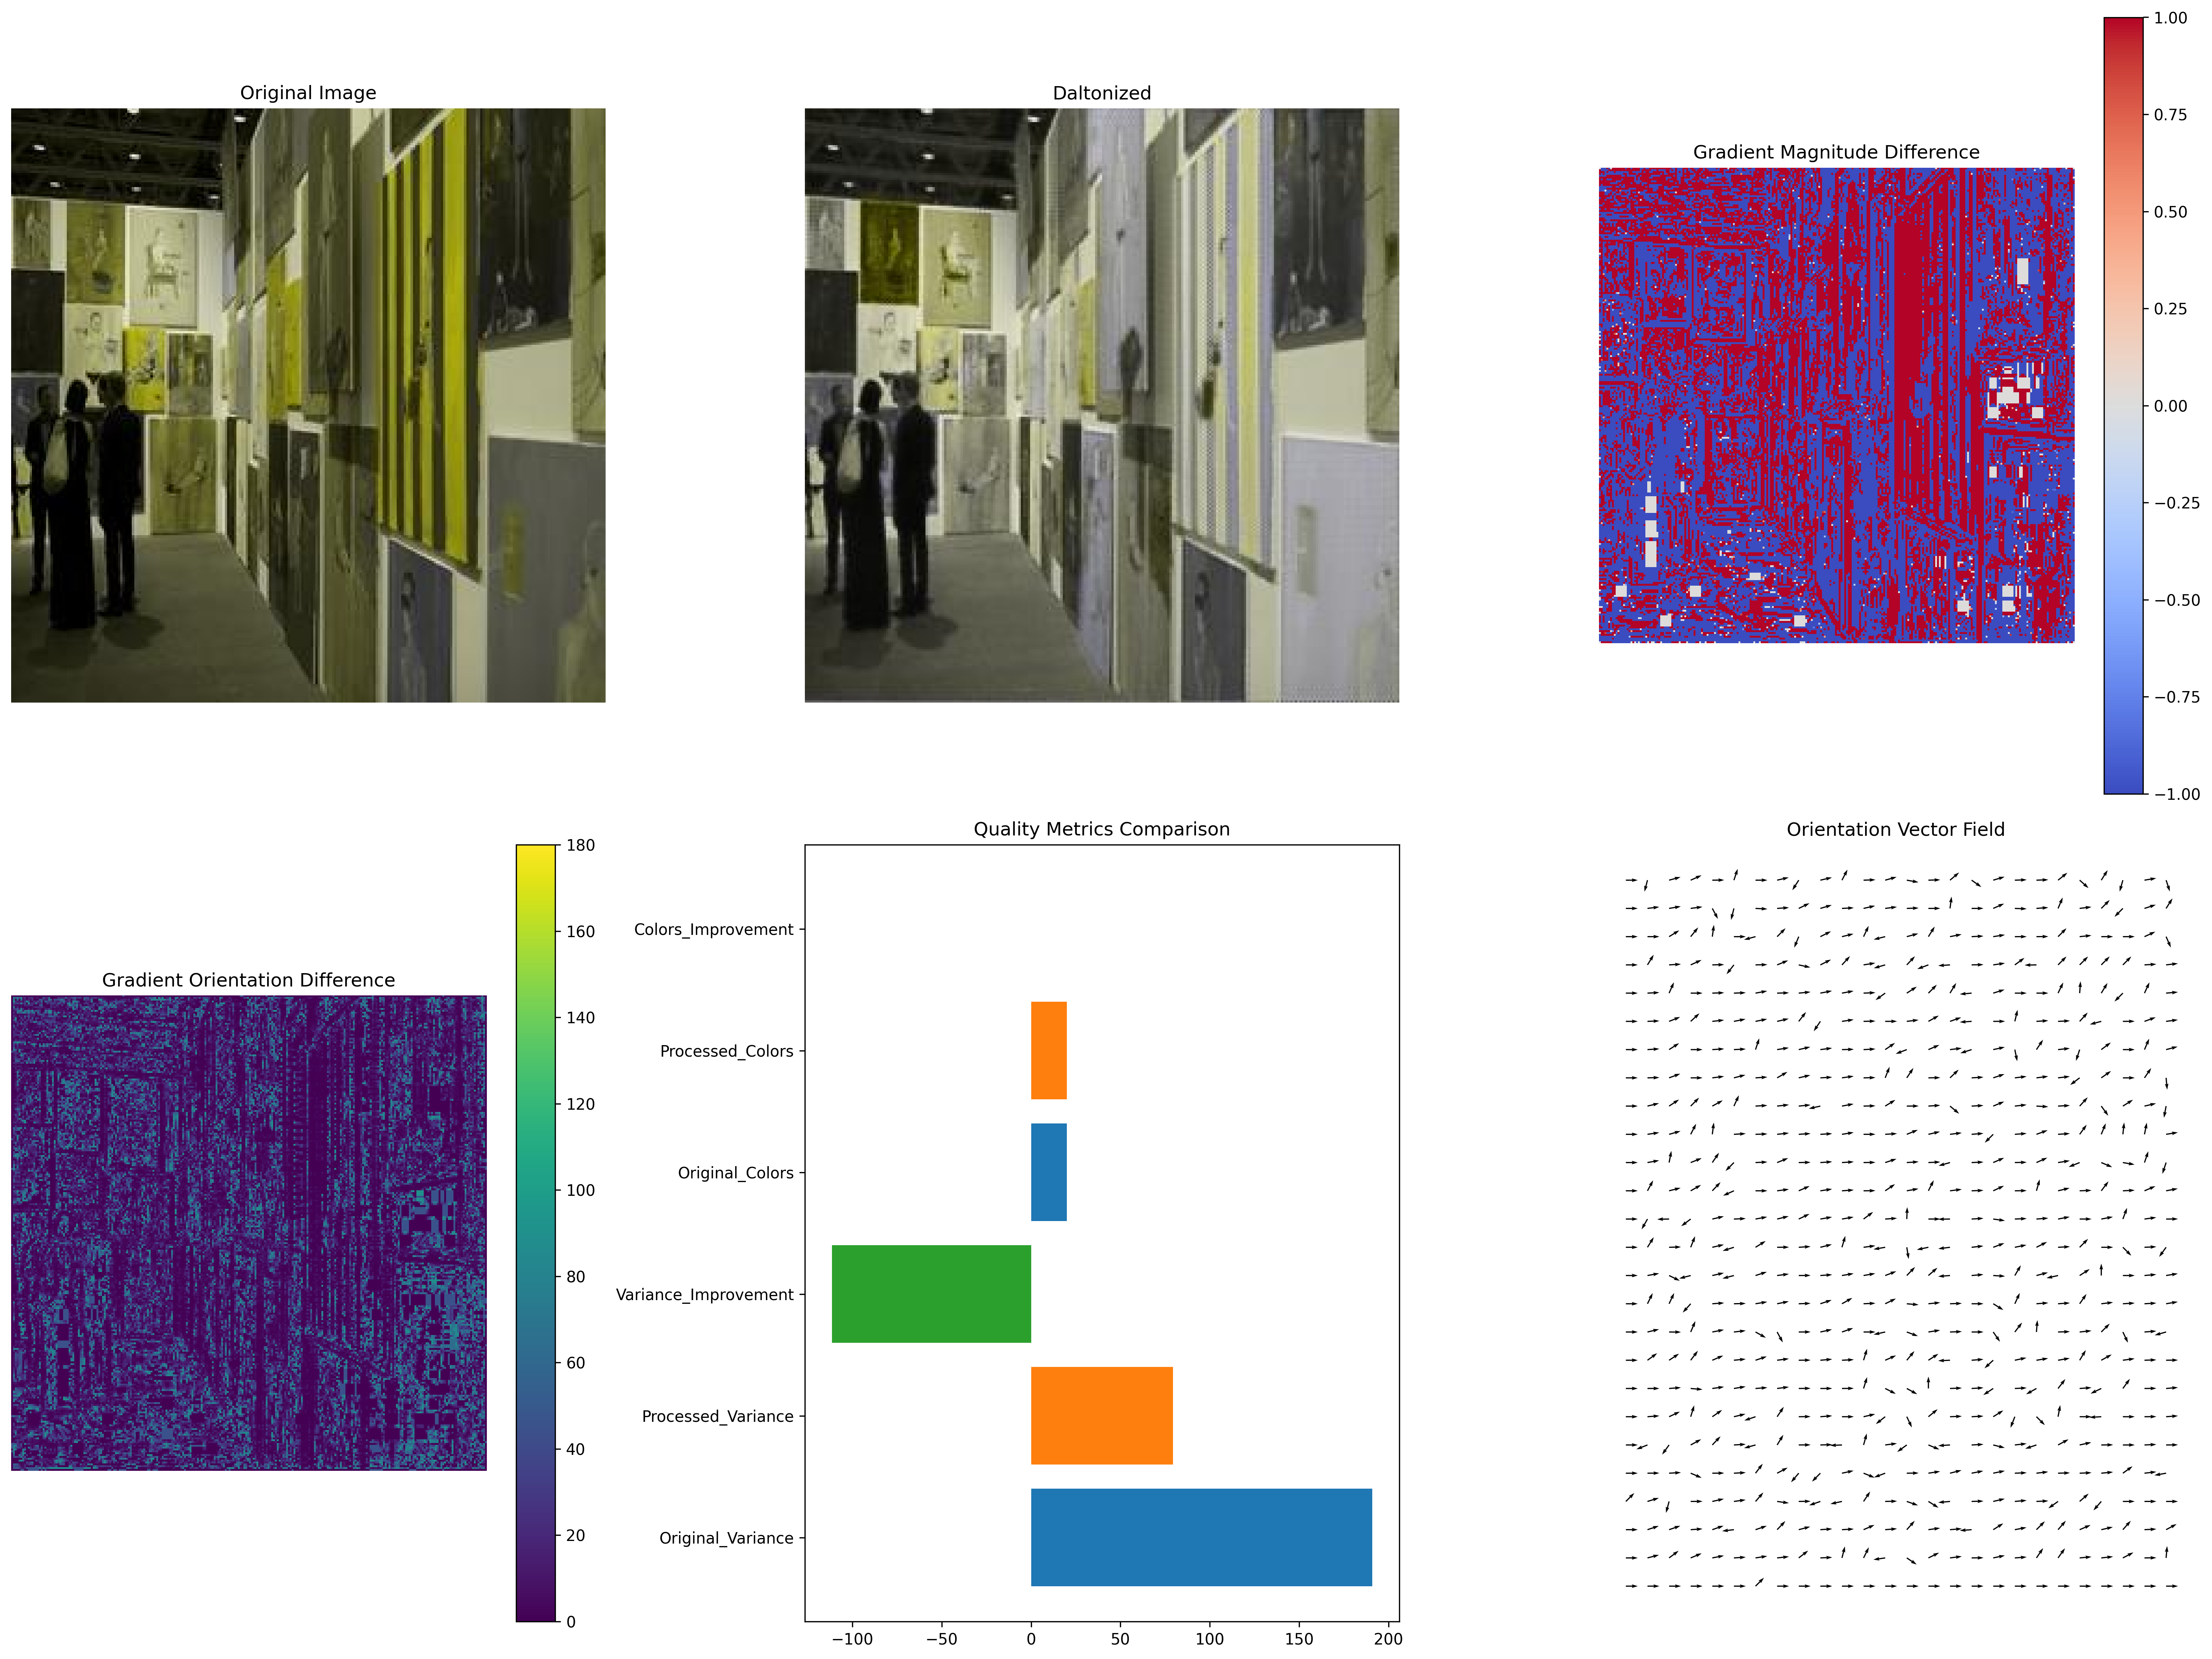 Original Image
Daltonized
Gradient Magnitude Difference
1.00
0.75
0.50
0.25
0.00
−0.25
−0.50
−0.75
−1.00
Gradient Orientation Difference
180
160
140
120
100
80
60
40
20
0
Quality Metrics Comparison
Colors_Improvement
Processed_Colors
Original_Colors
Variance_Improvement
Processed_Variance
Original_Variance
−100 −50 0 50 100 150 200
Orientation Vector Field